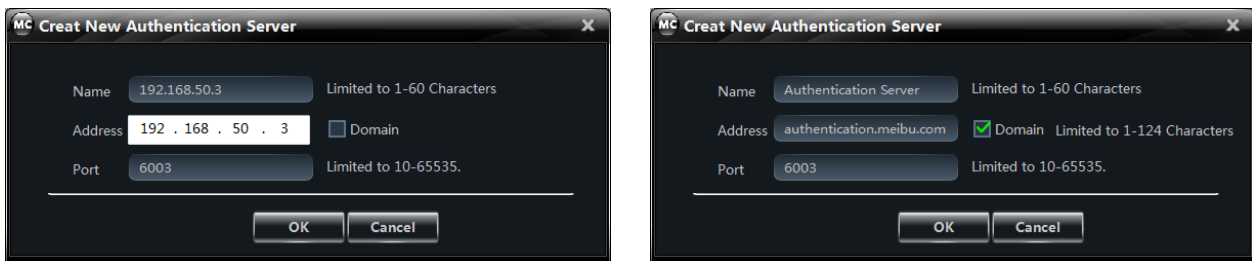 MC Creat New Authentication Server X
Name 192.168.50.3 Limited to 1-60 Characters
Address 192 . 168 . 50 . 3 Domain
Port 6003 Limited to 10-65535.
OK Cancel
MC Creat New Authentication Server X
Name Authentication Server Limited to 1-60 Characters
Address authentication.meibu.com Domain Limited to 1-124 Characters
Port 6003 Limited to 10-65535.
OK Cancel